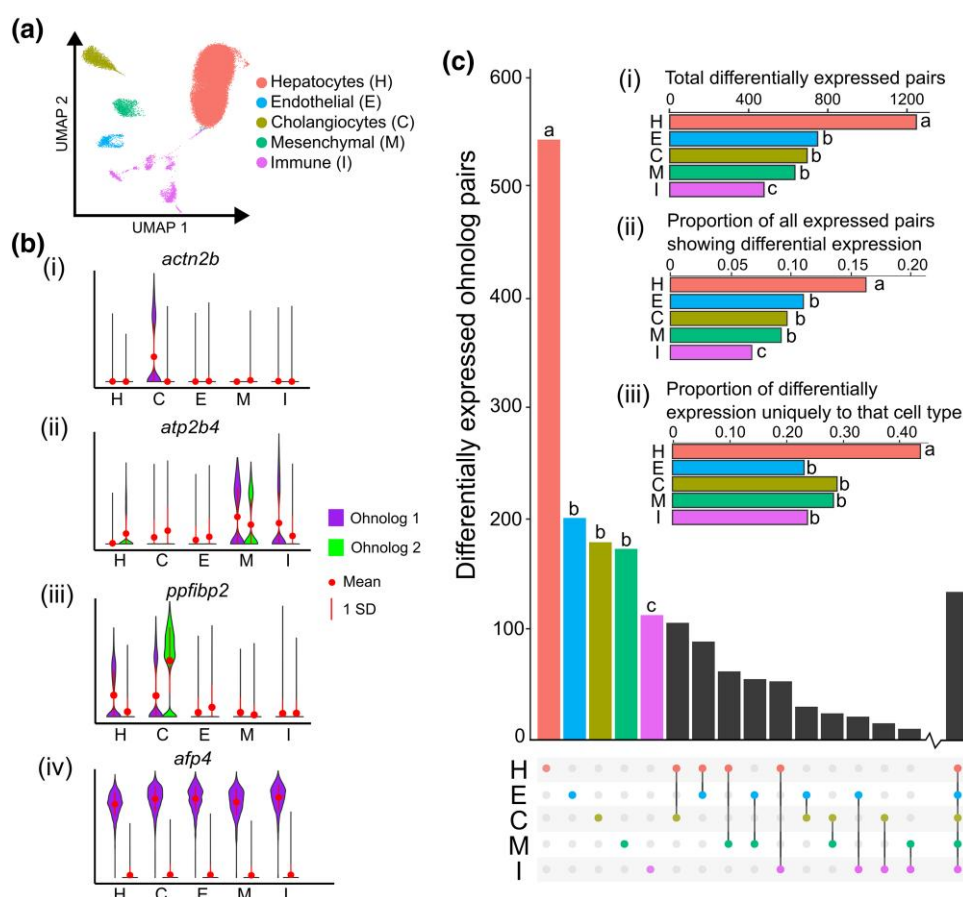 (a)
UMAP 2
UMAP 1
Hepatocytes (H)
Endothelial (E)
Cholangiocytes (C)
Mesenchymal (M)
Immune (I)
(b)
(i)
actn2b
H C E M I
(ii)
atp2b4
H C E M I
Ohnolog 1
Ohnolog 2
Mean
1 SD
(iii)
ppfibp2
H C E M I
(iv)
afp4
H C E M I
(c)
Differentially expressed ohnolog pairs
600
500
400
300
200
100
0
a
b
b
b
c
(i)
Total differentially expressed pairs
0 400 800 1200
H a
E b
C b
M b
I c
(ii)
Proportion of all expressed pairs
showing differential expression
0 0.05 0.10 0.15 0.20
H a
E b
C b
M b
I c
(iii)
Proportion of differentially
expression uniquely to that cell type
0 0.10 0.20 0.30 0.40
H a
E b
C b
M b
I b
H
E
C
M
I